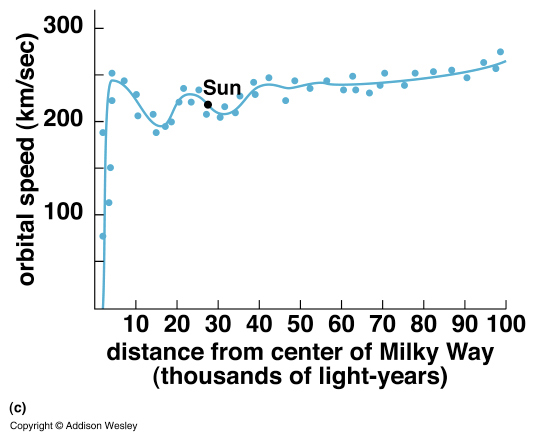 300
200
100
orbital speed (km/sec)
Sun
10 20 30 40 50 60 70 80 90 100
distance from center of Milky Way
(thousands of light-years)
(c)
Copyright © Addison Wesley